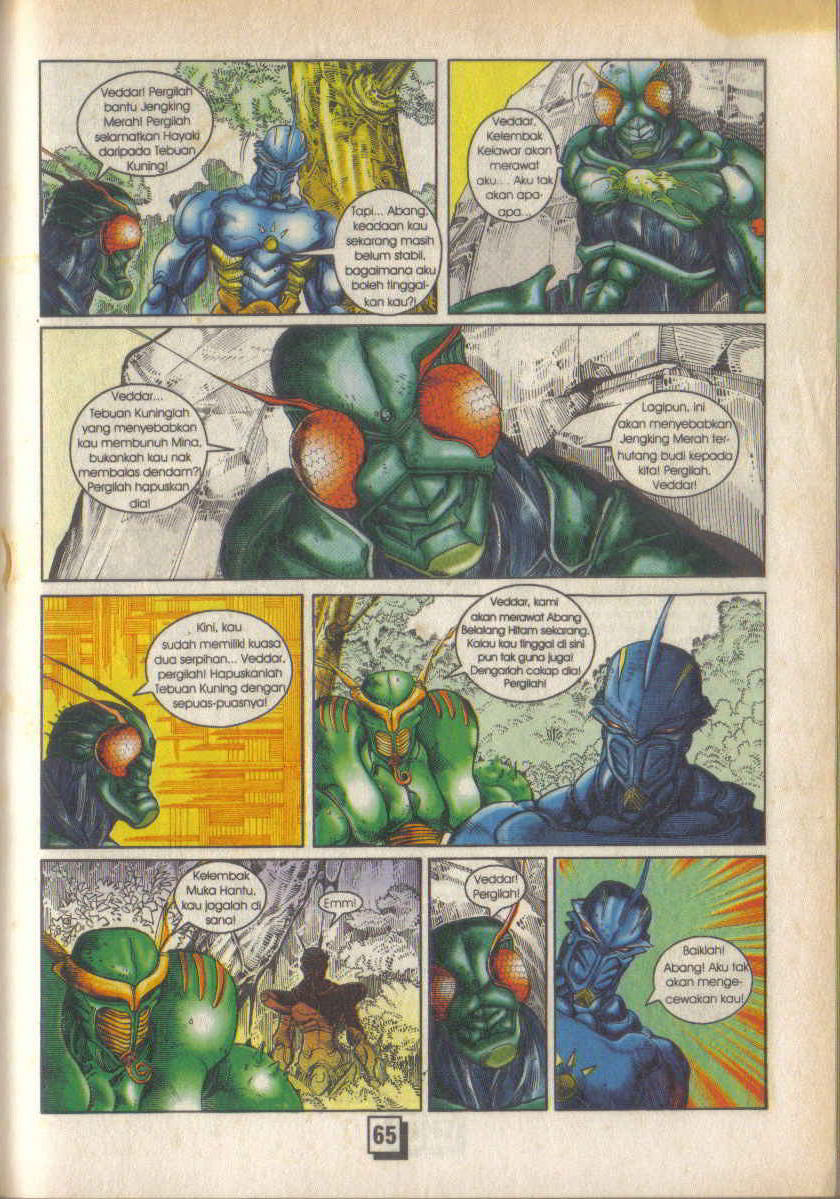 Veddar! Pergilah
bantu Jengking
Merah! Pergilah
selamatkan Hayaki
daripada Tebuan
Kuning!
Tapi... Abang,
keadaan kau
sekarang masih
belum stabil,
bagaimana aku
boleh tinggal-
kan kau?!
Veddar,
Kelembak
Kelawar akan
merawat
aku... Aku tak
akan apa-
apa...
Veddar...
Tebuan Kuninglah
yang menyebabkan
kau membunuh Mina,
bukankah kau nak
membalas dendam?!
Pergilah hapuskan
dia!
Lagipun, ini
akan menyebabkan
Jengking Merah ter-
hutang budi kepada
kita! Pergilah,
Veddar!
Kini, kau
sudah memiliki kuasa
dua serpihan... Veddar,
pergilah! Hapuskanlah
Tebuan Kuning dengan
sepuas-puasnya!
Veddar, kami
akan merawat Abang
Belalang Hitam sekarang.
Kalau kau tinggal di sini
pun tak guna juga!
Dengarlah cakap dia!
Pergilah!
Kelembak
Muka Hantu,
kau jagalah di
sana!
Emm!
Veddar!
Pergilah!
Baiklah!
Abang! Aku tak
akan menge-
cewakan kau!
65